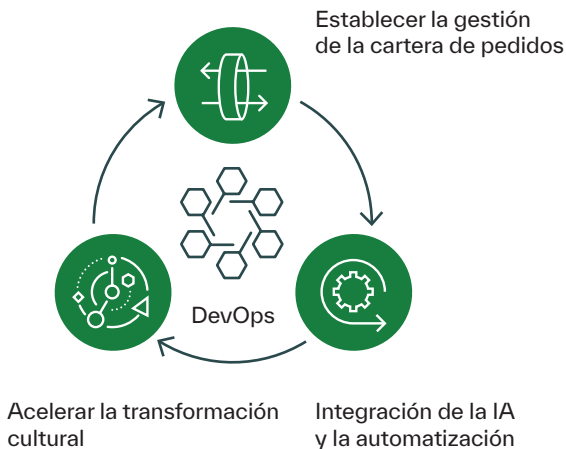 Establecer la gestión
de la cartera de pedidos
DevOps
Acelerar la transformación
cultural
Integración de la IA
y la automatización